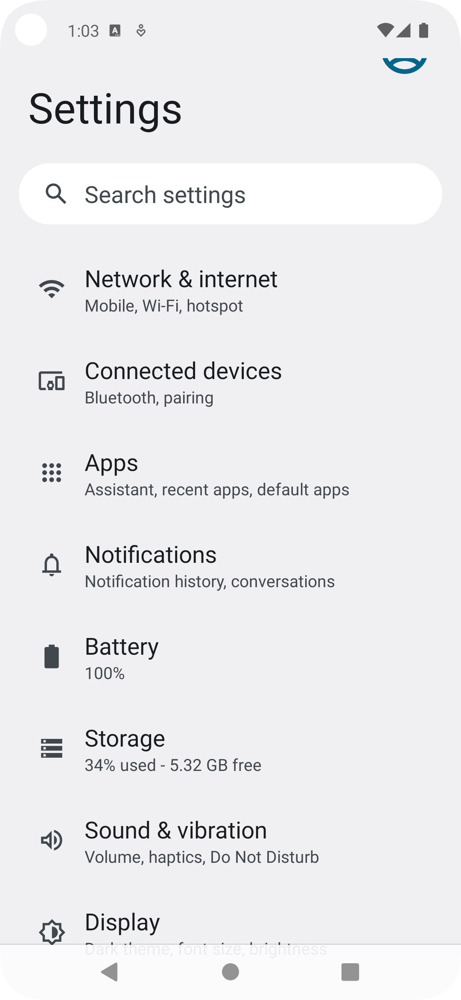 1:03
Settings
Search settings
Network & internet
Mobile, Wi-Fi, hotspot
Connected devices
Bluetooth, pairing
Apps
Assistant, recent apps, default apps
Notifications
Notification history, conversations
Battery
100%
Storage
34% used - 5.32 GB free
Sound & vibration
Volume, haptics, Do Not Disturb
Display
Dark theme, font size, brightness